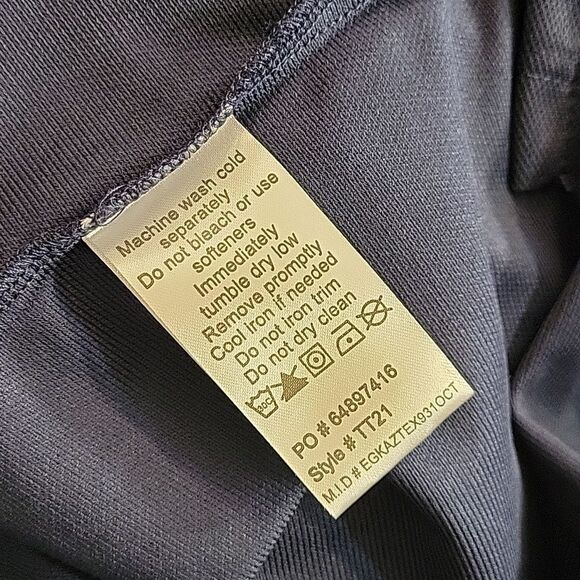 Machine wash cold
separately
Do not bleach or use
softeners
Immediately
tumble dry low
Remove promptly
Cool iron if needed
Do not iron trim
Do not dry clean
30C
PO # 64897416
Style # TT21
M.I.D # EGKAZTEX931OCT